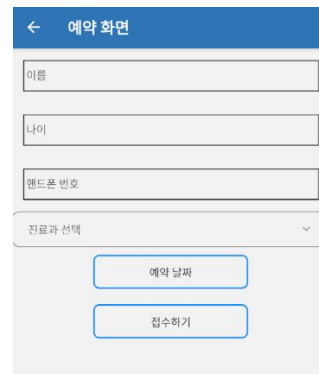 예약 화면
이름
나이
핸드폰 번호
진료과 선택
예약 날짜
접수하기